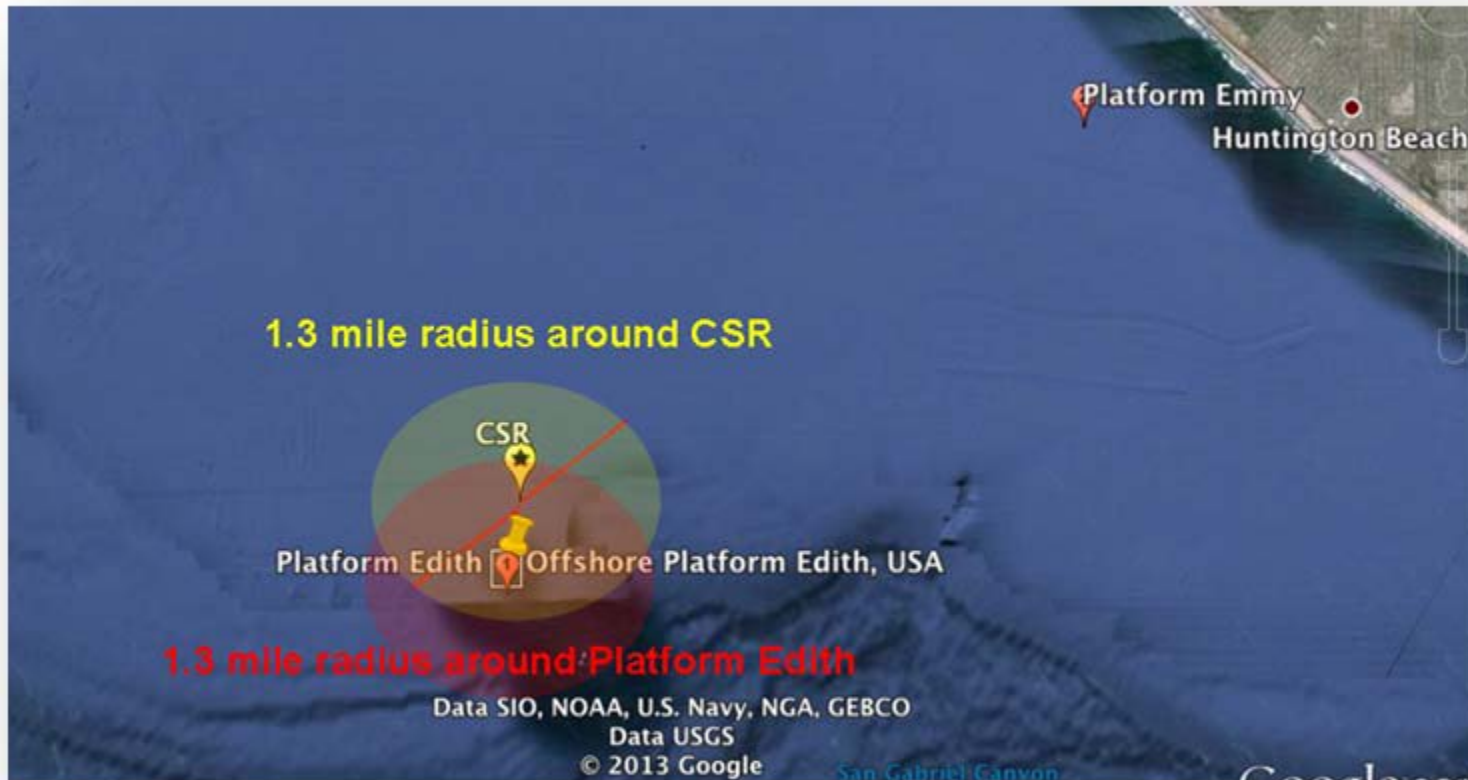 Platform Emmy
Huntington Beach
1.3 mile radius around CSR
CSR
Platform Edith
Offshore Platform Edith, USA
1.3 mile radius around Platform Edith
Data SIO, NOAA, U.S. Navy, NGA, GEBCO
Data USGS
© 2013 Google
San Gabriel Canyon